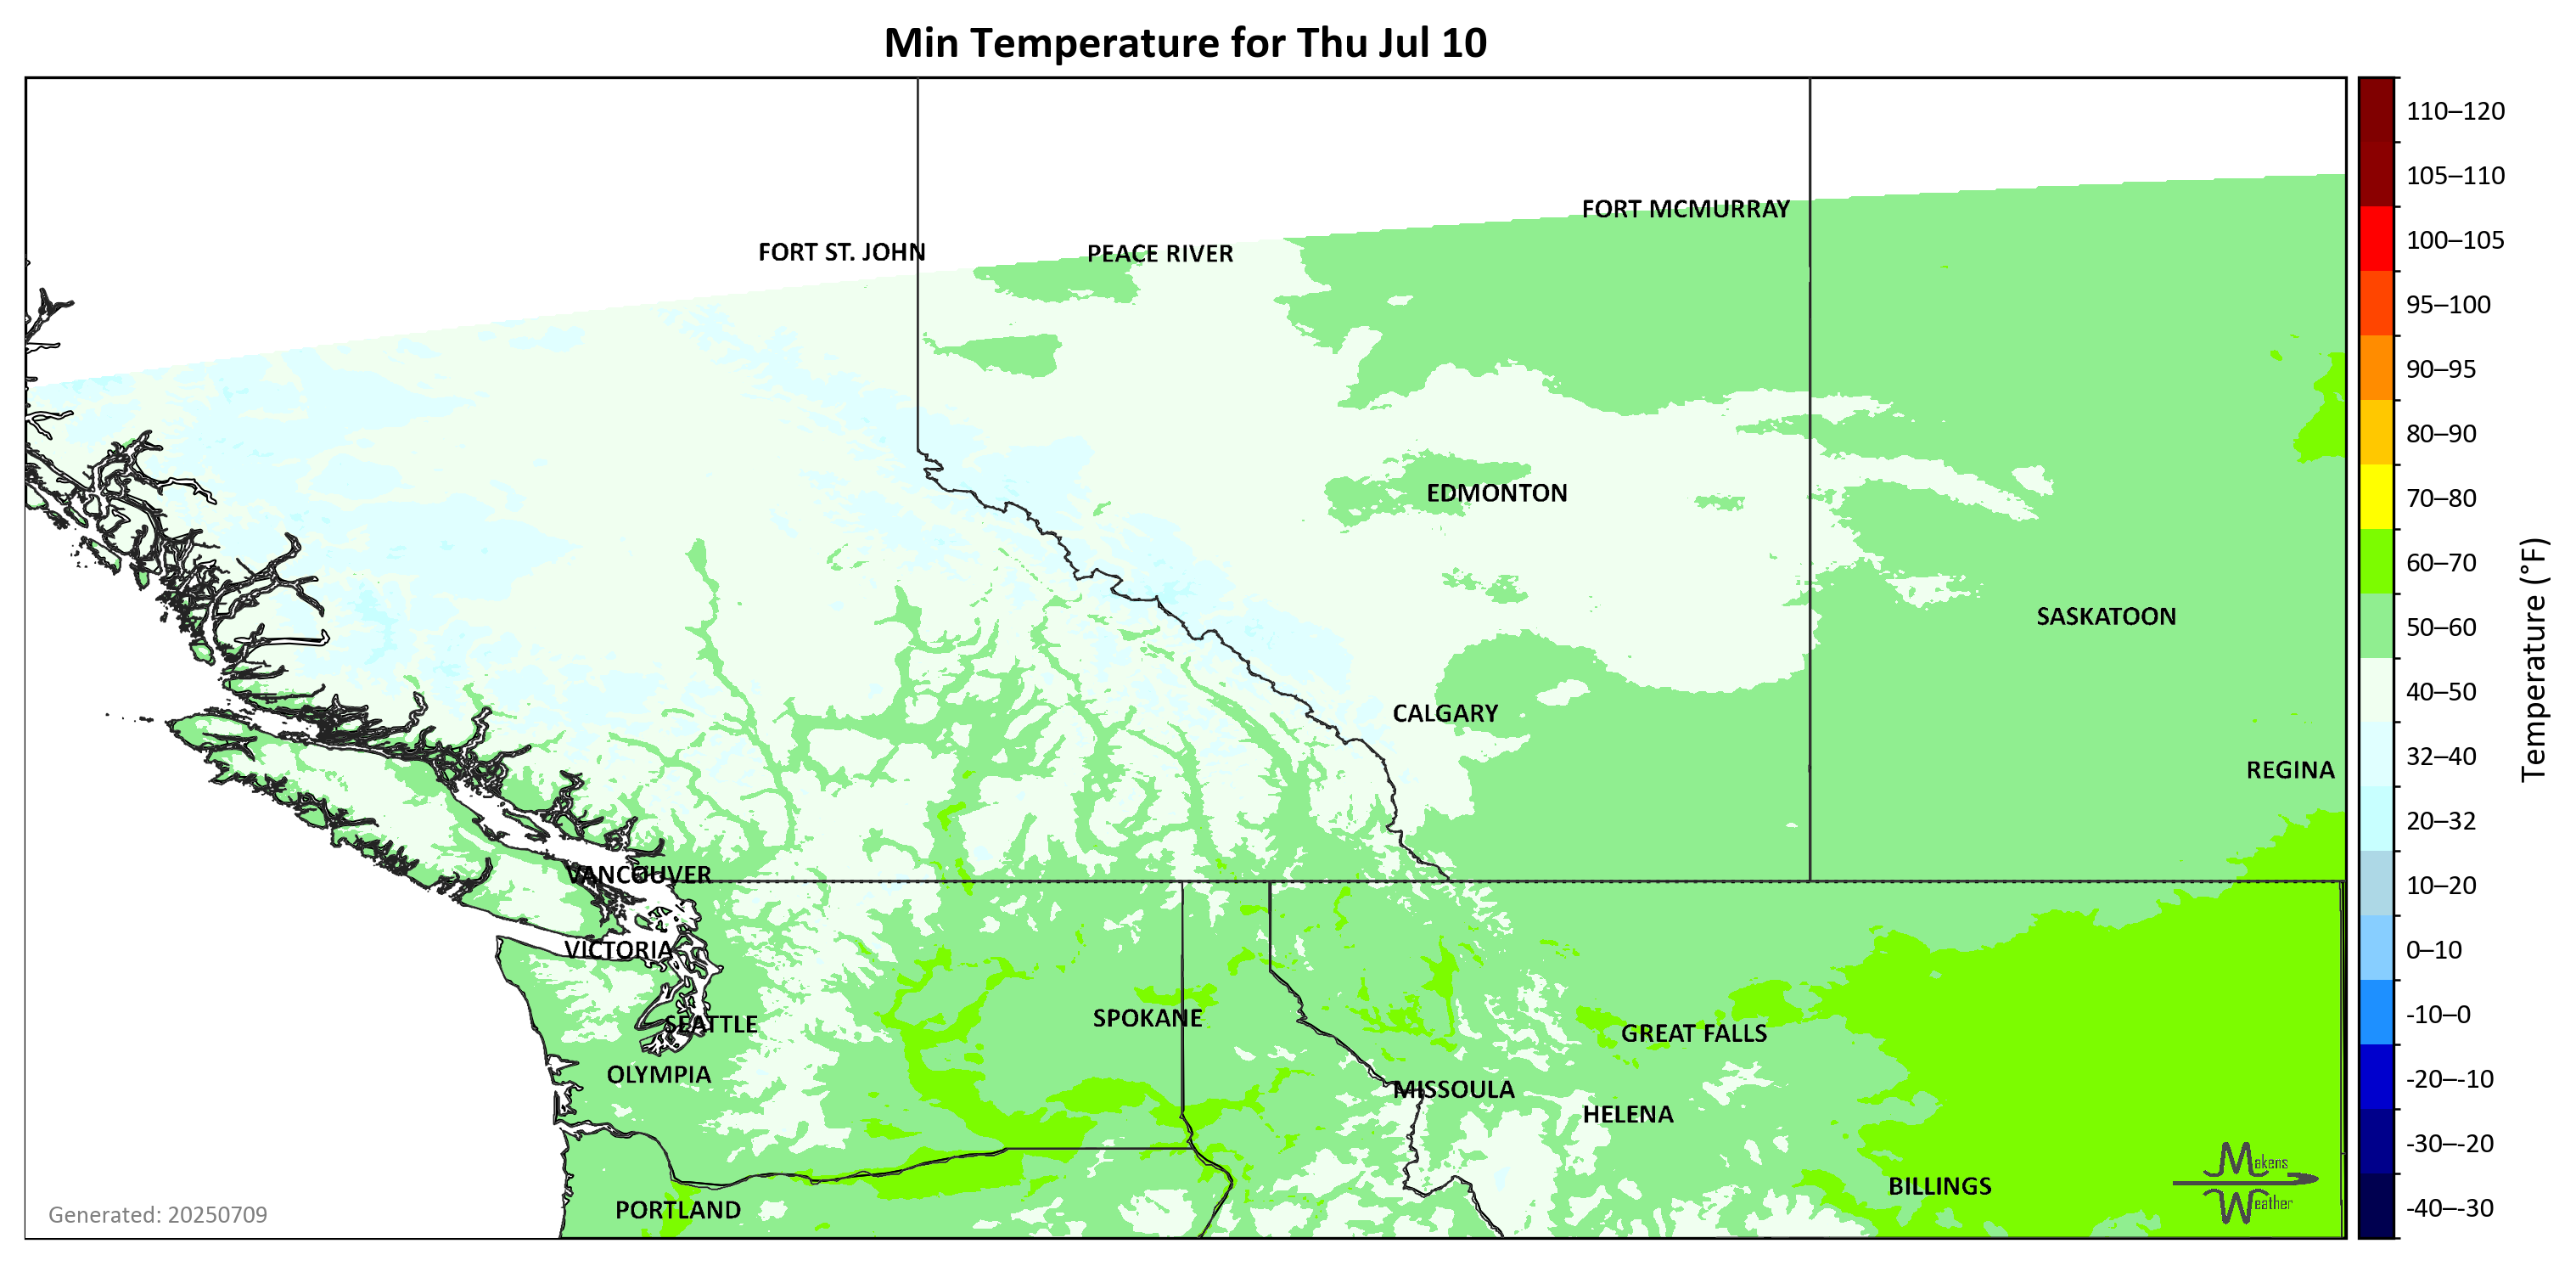 Min Temperature for Thu Jul 10
110–120
105–110
100–105
95–100
90–95
80–90
70–80
60–70
50–60
40–50
32–40
20–32
10–20
0–10
-10–0
-20–-10
-30–-20
-40–-30
Temperature (°F)
FORT MCMURRAY
FORT ST. JOHN
PEACE RIVER
EDMONTON
SASKATOON
CALGARY
REGINA
VANCOUVER
VICTORIA
SEATTLE
SPOKANE
GREAT FALLS
OLYMPIA
MISSOULA
HELENA
BILLINGS
PORTLAND
Makens
Weather
Generated: 20250709